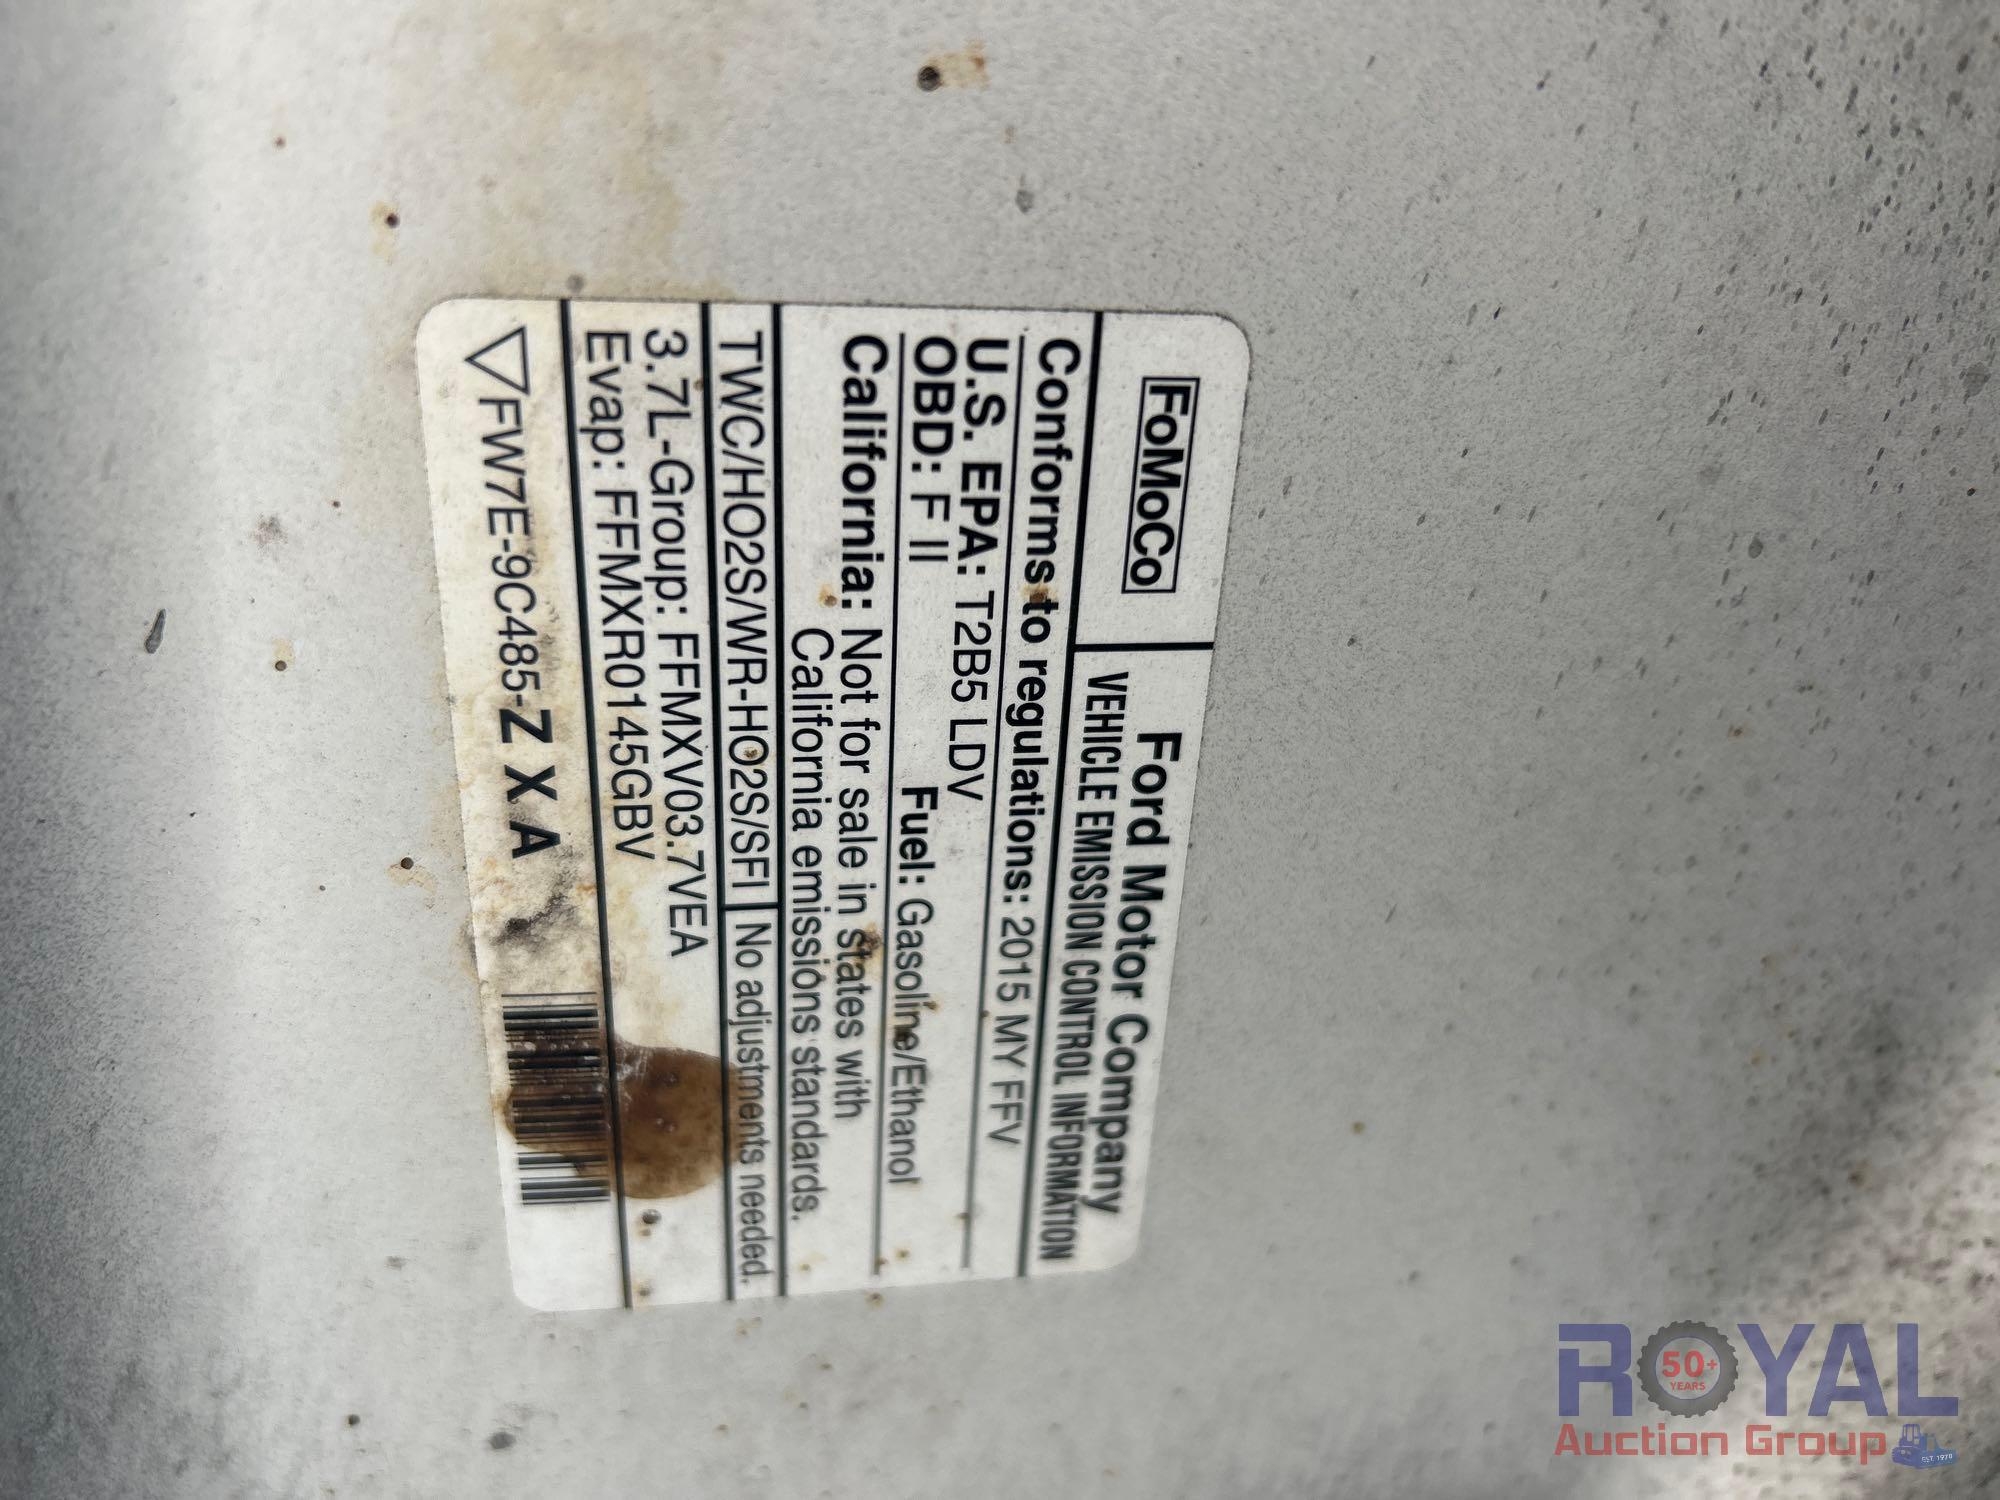 FoMoCo
Ford Motor Company
VEHICLE EMISSION CONTROL INFORMATION
Conforms to regulations: 2015 MY FFV
U.S. EPA: T2B5 LDV
OBD: F II Fuel: Gasoline/Ethanol
California: Not for sale in states with
California emissions standards.
TWC/HO2S/WR-HO2S/SFI No adjustments needed.
3.7L-Group: FFMXV03.7VEA
Evap: FFMXR0145GBV
FW7E-9C485-Z X A
ROYAL
50+
YEARS
Auction Group
EST. 1970